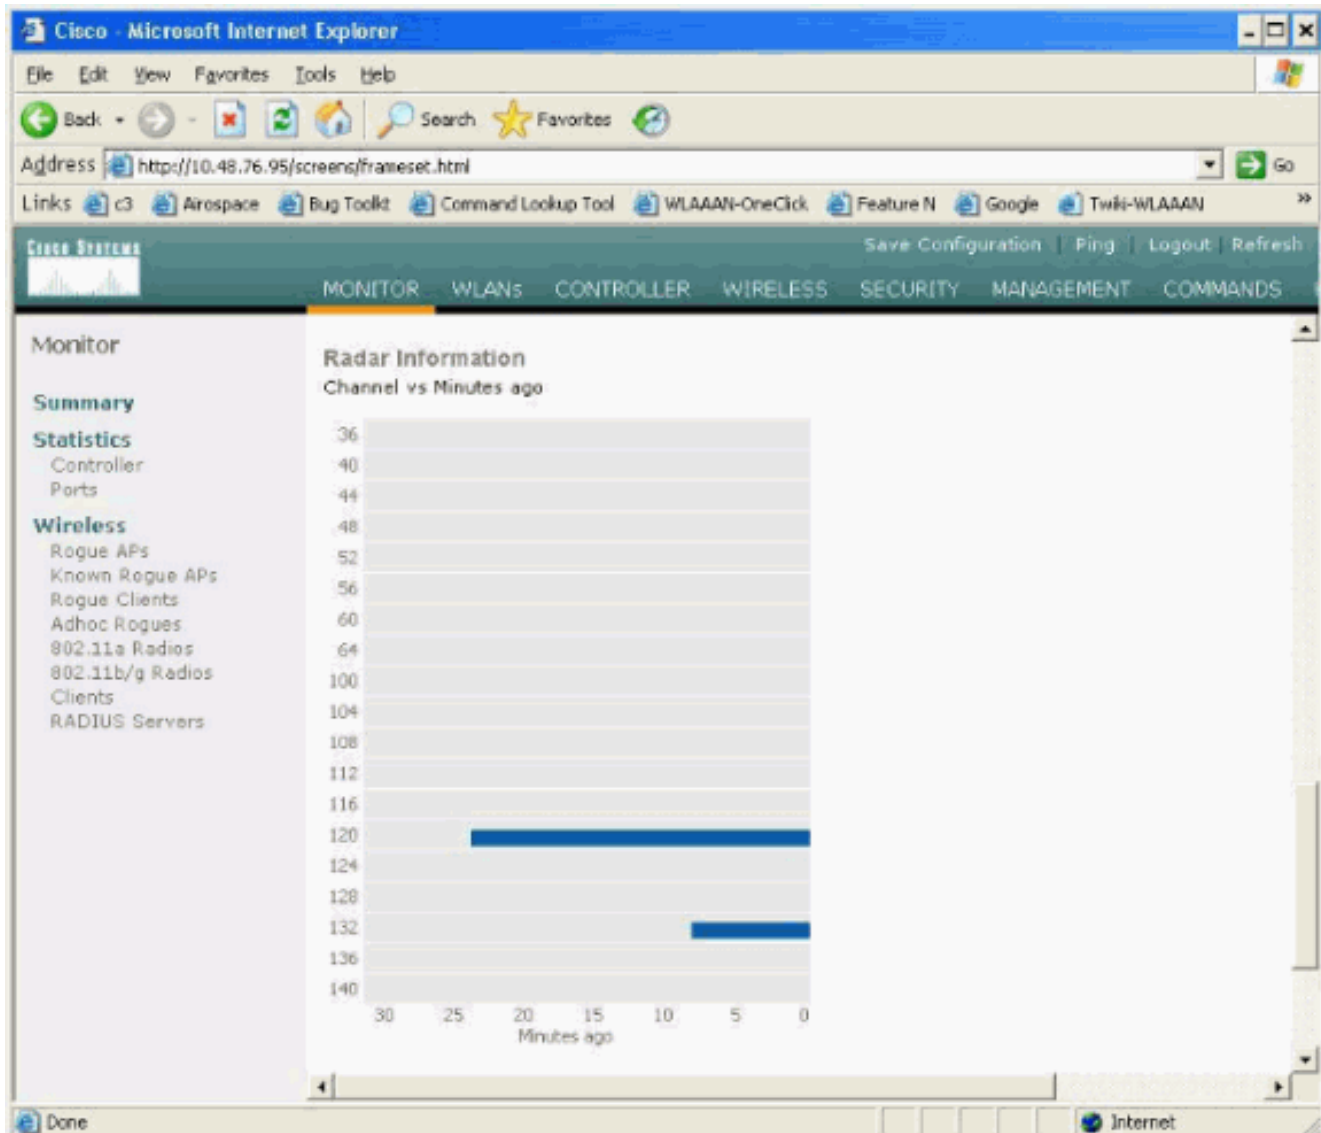 Cisco - Microsoft Internet Explorer
File Edit View Favorites Tools Help
Back Search Favorites
Address http://10.48.76.95/screens/frameset.html Go
Links c3 Airospace Bug Toolkit Command Lookup Tool WLAAAN-OneClick Feature N Google Twiki-WLAAAN »
Cisco Systems
Save Configuration | Ping | Logout | Refresh
MONITOR WLANs CONTROLLER WIRELESS SECURITY MANAGEMENT COMMANDS
Monitor
Summary
Statistics
Controller
Ports
Wireless
Rogue APs
Known Rogue APs
Rogue Clients
Adhoc Rogues
802.11a Radios
802.11b/g Radios
Clients
RADIUS Servers
Radar Information
Channel vs Minutes ago
36
40
44
48
52
56
60
64
100
104
108
112
116
120
124
128
132
136
140
30 25 20 15 10 5 0
Minutes ago
Done Internet